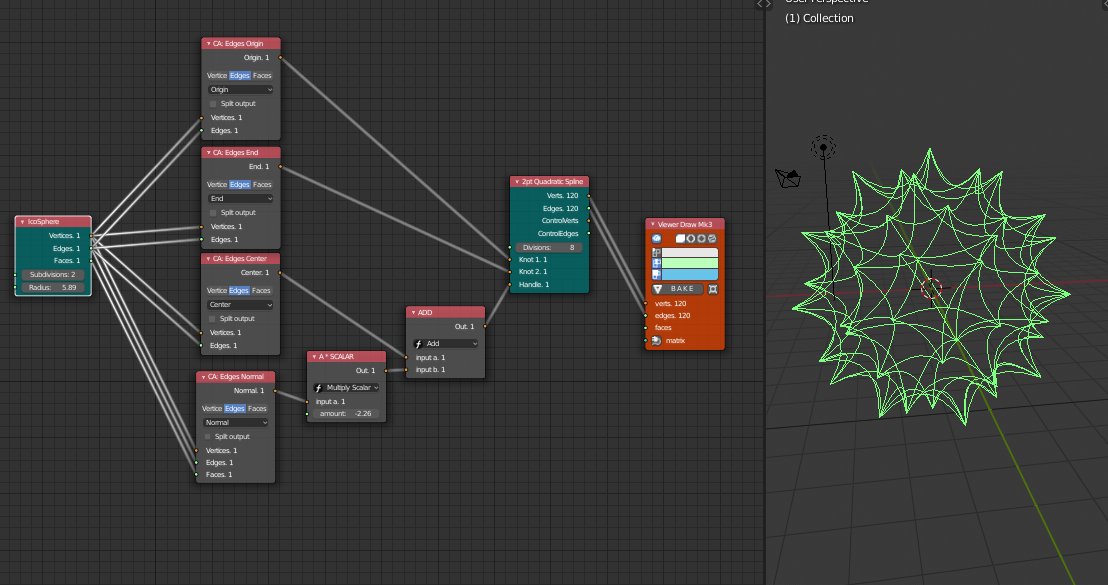 User Perspective
(1) Collection
CA: Edges Origin
Origin. 1
Vertice Edges Faces
Origin
Split output
Vertices. 1
Edges. 1
CA: Edges End
End. 1
Vertice Edges Faces
End
Split output
Vertices. 1
Edges. 1
IcoSphere
Vertices. 1
Edges. 1
Faces. 1
Subdivisions: 2
Radius: 5.89
CA: Edges Center
Center. 1
Vertice Edges Faces
Center
Split output
Vertices. 1
Edges. 1
CA: Edges Normal
Normal. 1
Vertice Edges Faces
Normal
Split output
Vertices. 1
Edges. 1
Faces. 1
A * SCALAR
Out. 1
Multiply Scalar
input a. 1
amount: -2.26
ADD
Out. 1
Add
input a. 1
input b. 1
2pt Quadratic Spline
Verts. 120
Edges. 120
ControlVerts
ControlEdges
Divisions: 8
Knot 1. 1
Knot 2. 1
Handle. 1
Viewer Draw Mk3
BAKE
verts. 120
edges. 120
faces
matrix